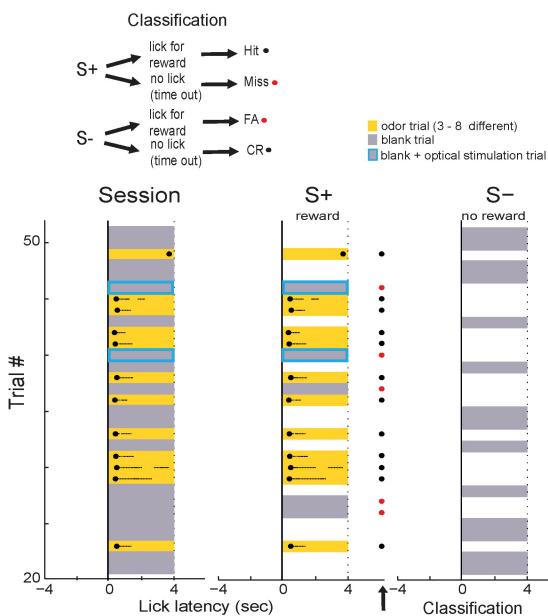 Classification
S+
lick for
reward
Hit
no lick
(time out)
Miss
S-
lick for
reward
FA
no lick
(time out)
CR
odor trial (3 - 8 different)
blank trial
blank + optical stimulation trial
Session
S+
reward
S−
no reward
50
Trial #
20
−4 0 4
−4 0 4
−4 0 4
Lick latency (sec)
Classification